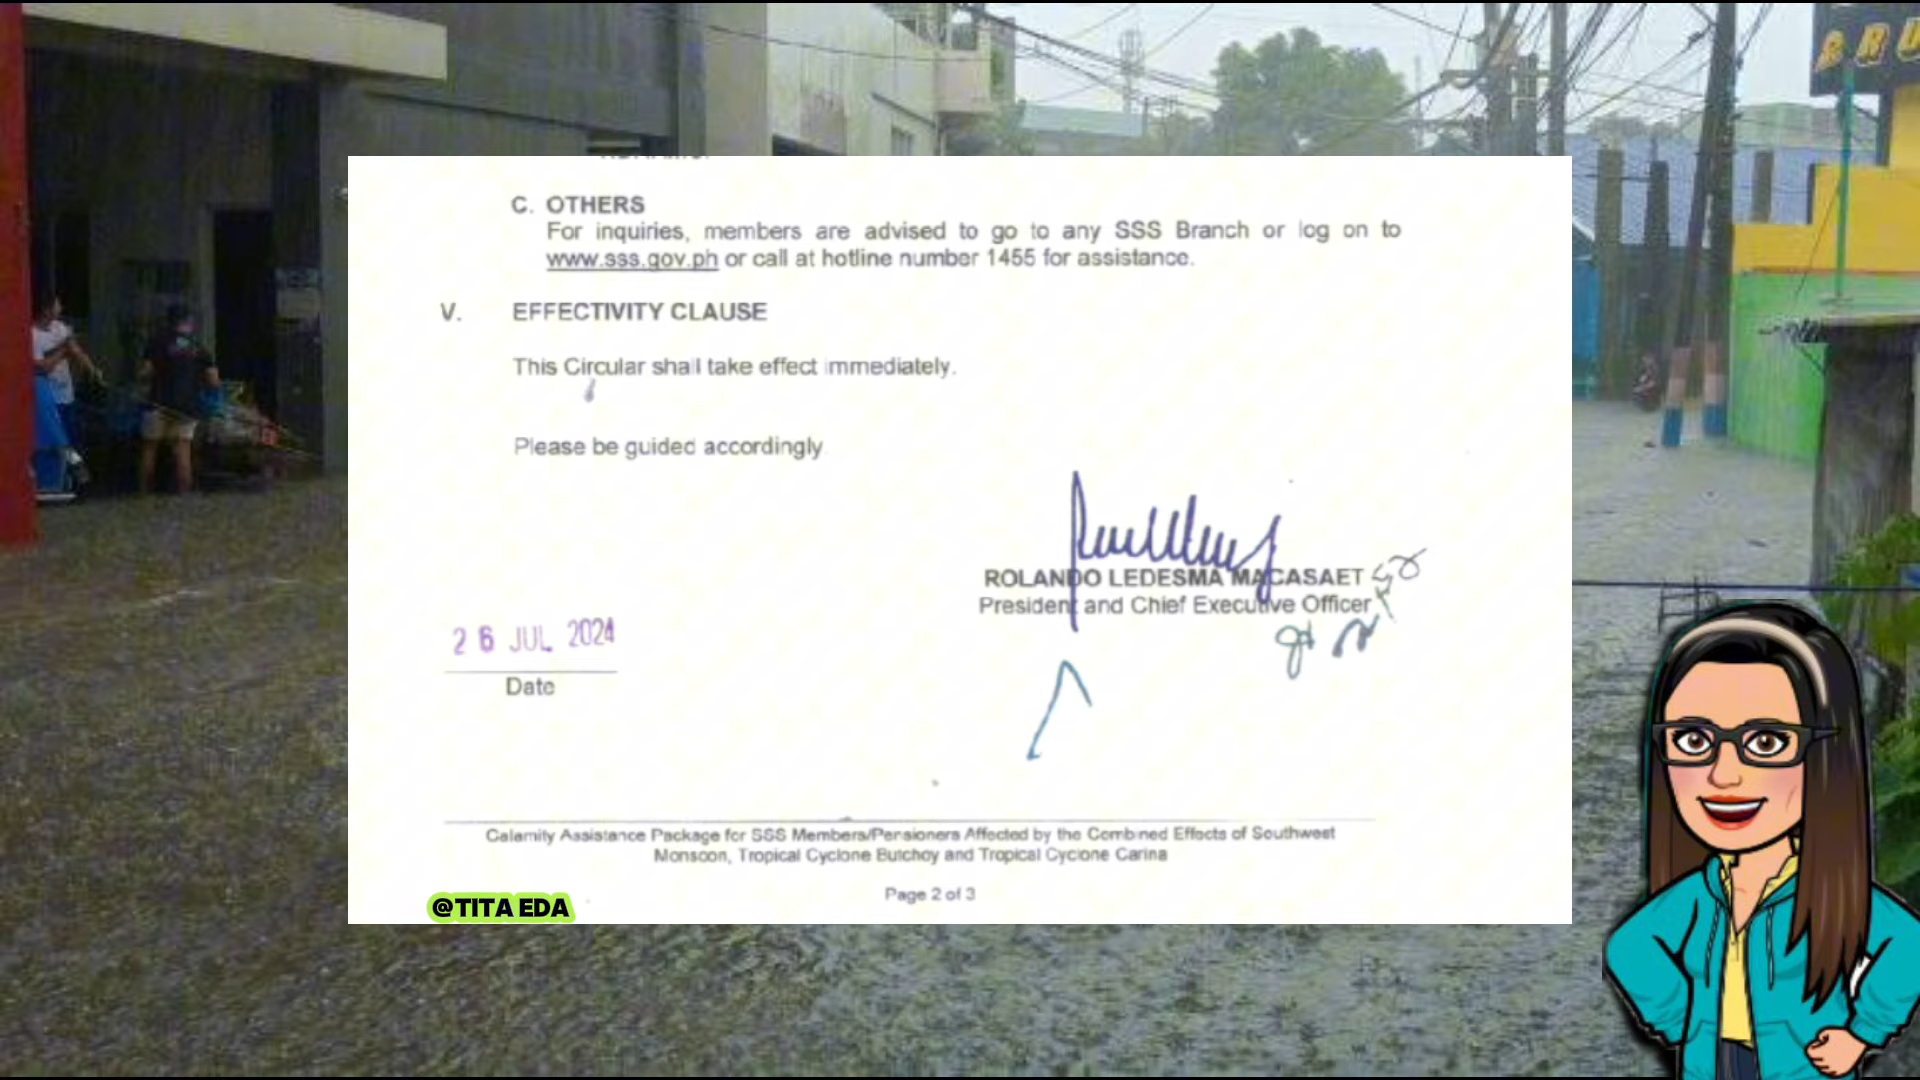 C. OTHERS
For inquiries, members are advised to go to any SSS Branch or log on to
www.sss.gov.ph or call at hotline number 1455 for assistance.
V. EFFECTIVITY CLAUSE
This Circular shall take effect immediately.
Please be guided accordingly
ROLANDO LEDESMA MACASAET
President and Chief Executive Officer
26 JUL 2024
Date
Calamity Assistance Package for SSS Members/Pensioners Affected by the Combined Effects of Southwest
Monsoon, Tropical Cyclone Butchoy and Tropical Cyclone Carina
Page 2 of 3
@TITA EDA